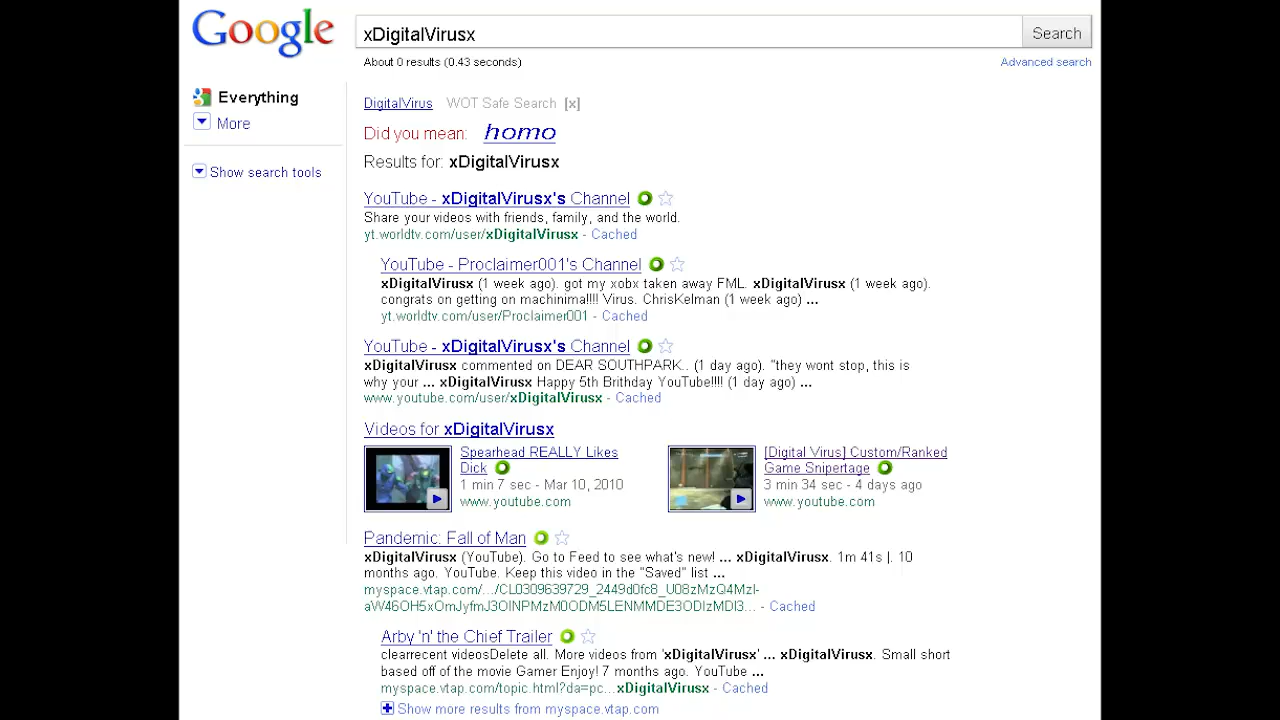 Google
xDigitalVirusx
Search
About 0 results (0.43 seconds)
Advanced search
Everything
More
Show search tools
DigitalVirus WOT Safe Search [x]
Did you mean: homo
Results for: xDigitalVirusx
YouTube - xDigitalVirusx's Channel
Share your videos with friends, family, and the world.
yt.worldtv.com/user/xDigitalVirusx - Cached
YouTube - Proclaimer001's Channel
xDigitalVirusx (1 week ago). got my xobx taken away FML. xDigitalVirusx (1 week ago).
congrats on getting on machinima!!!! Virus. ChrisKelman (1 week ago) ...
yt.worldtv.com/user/Proclaimer001 - Cached
YouTube - xDigitalVirusx's Channel
xDigitalVirusx commented on DEAR SOUTHPARK.. (1 day ago). "they wont stop, this is
why your ... xDigitalVirusx Happy 5th Brithday YouTube!!!! (1 day ago) ...
www.youtube.com/user/xDigitalVirusx - Cached
Videos for xDigitalVirusx
Spearhead REALLY Likes
Dick
1 min 7 sec - Mar 10, 2010
www.youtube.com
[Digital Virus] Custom/Ranked
Game Snipertage
3 min 34 sec - 4 days ago
www.youtube.com
Pandemic: Fall of Man
xDigitalVirusx (YouTube). Go to Feed to see what's new! ... xDigitalVirusx. 1m 41s |. 10
months ago. YouTube. Keep this video in the "Saved" list ...
myspace.vtap.com/.../
- Cached
Arby 'n' the Chief Trailer
clearrecent videosDelete all. More videos from 'xDigitalVirusx' ... xDigitalVirusx. Small short
based off of the movie Gamer Enjoy! 7 months ago. YouTube ...
myspace.vtap.com/topic.html?da=pc...xDigitalVirusx - Cached
Show more results from myspace.vtap.com